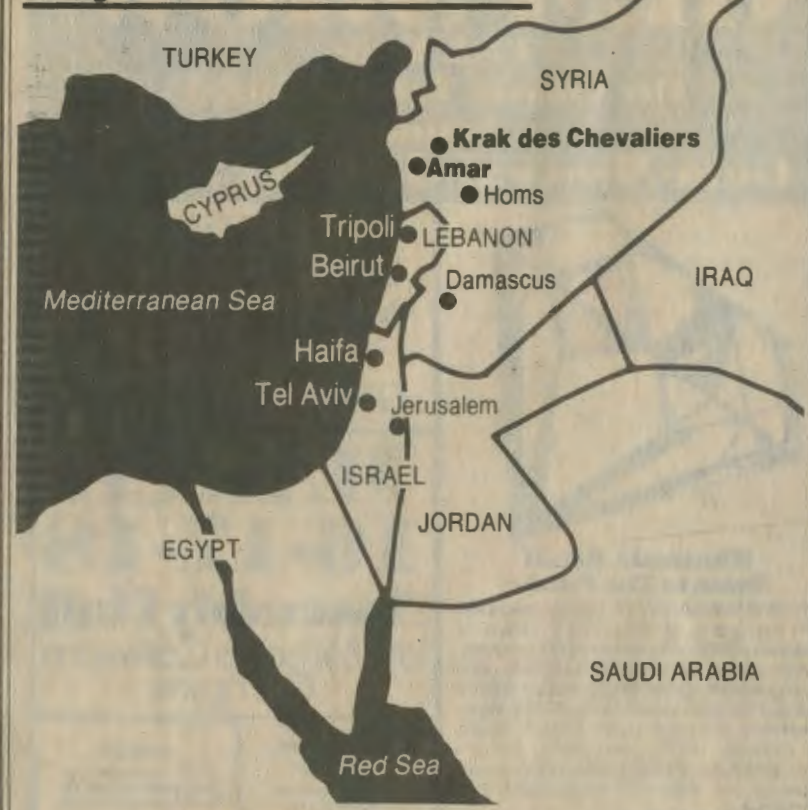 TURKEY
SYRIA
Krak des Chevaliers
Amar
CYPRUS
Homs
Tripoli
LEBANON
Beirut
Damascus
IRAQ
Mediterranean Sea
Haifa
Tel Aviv
Jerusalem
ISRAEL
JORDAN
EGYPT
SAUDI ARABIA
Red Sea